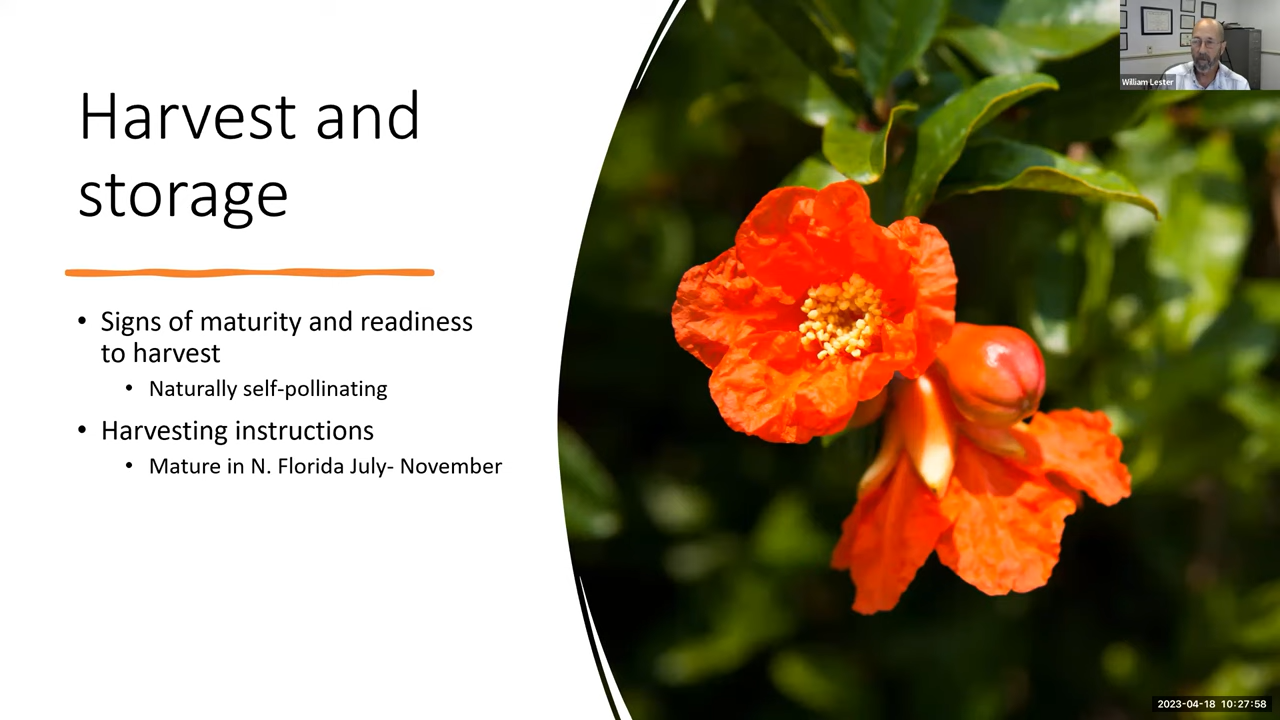 Harvest and
storage
• Signs of maturity and readiness
to harvest
• Naturally self-pollinating
• Harvesting instructions
• Mature in N. Florida July- November
William Lester
2023-04-18 10:27:58